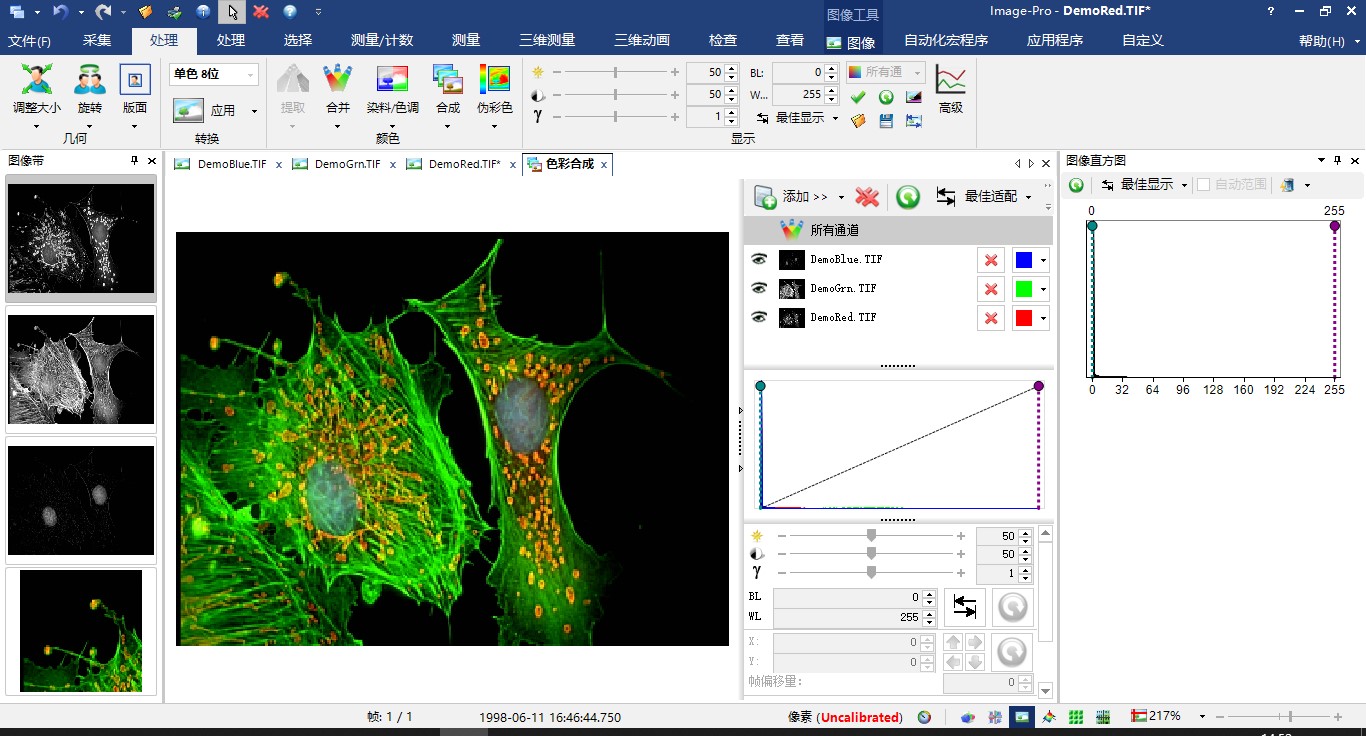 Image-Pro - DemoRed.TIF*
图像工具
文件(F) 采集 处理 处理 选择 测量/计数 测量 三维测量 三维动画 检查 查看 图像 自动化宏程序 应用程序 自定义 帮助(H)
调整大小 旋转 版面
几何
单色 8位
应用
转换
提取 合并 染料/色调 合成 伪彩色
颜色
50 BL: 0 所有通
50 W... 255
γ 1 最佳显示
显示
高级
图像带
DemoBlue.TIF x DemoGrn.TIF x DemoRed.TIF* x 色彩合成 x
添加 >> 最佳适配
所有通道
DemoBlue.TIF
DemoGrn.TIF
DemoRed.TIF
50
50
γ 1
BL 0
WL 255
X: 0
Y: 0
帧偏移量: 0
图像直方图
最佳显示 自动范围
0 255
0 32 64 96 128 160 192 224 255
帧: 1 / 1 1998-06-11 16:46:44.750 像素 (Uncalibrated) 217%